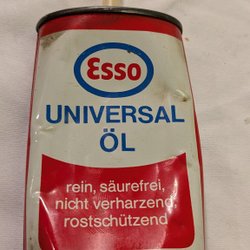 Esso
UNIVERSAL
ÖL
rein, säurefrei,
nicht verharzend,
rostschützend